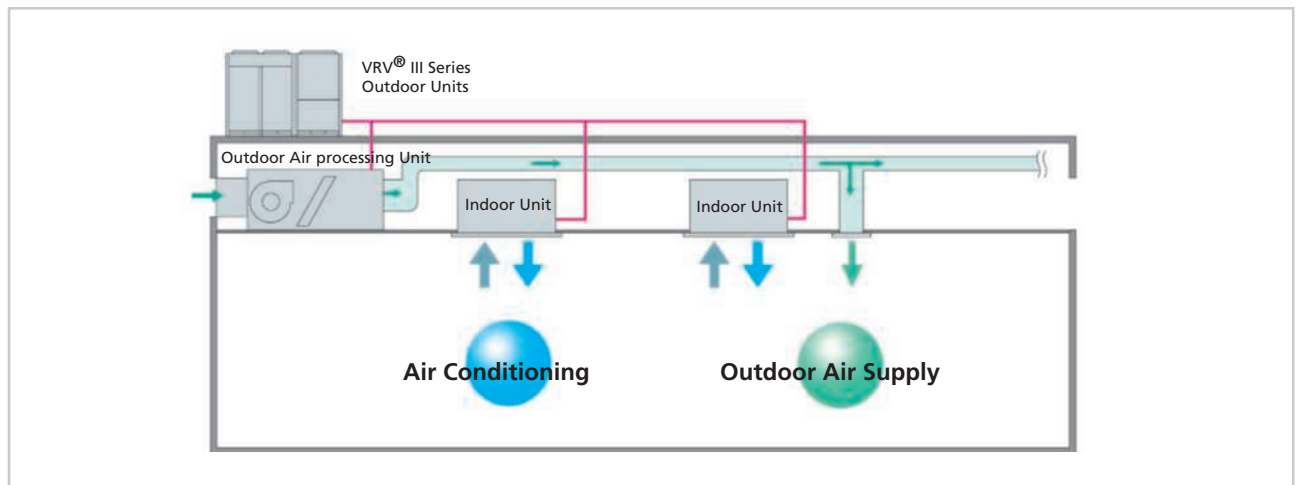 VRV® III Series
Outdoor Units
Outdoor Air processing Unit
Indoor Unit
Indoor Unit
Air Conditioning
Outdoor Air Supply